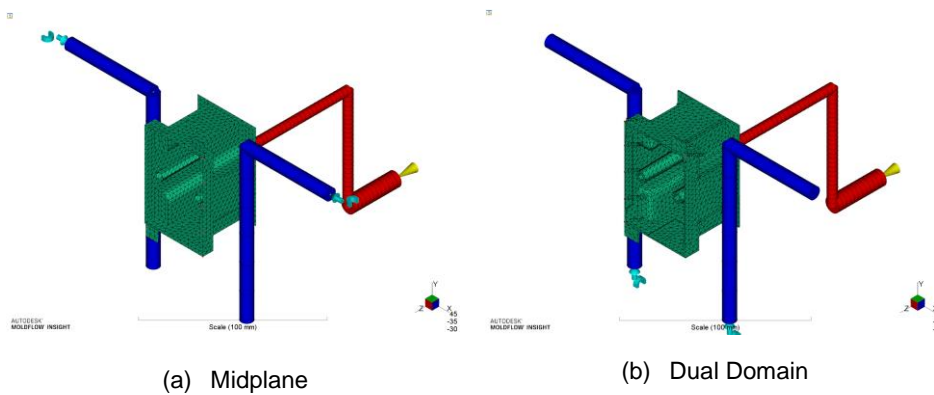 Y
Z
X
AUTODESK®
MOLDFLOW INSIGHT
Scale (100 mm)
45
-35
-30
(a) Midplane
Y
Z
AUTODESK®
MOLDFLOW INSIGHT
Scale (100 mm)
(b) Dual Domain